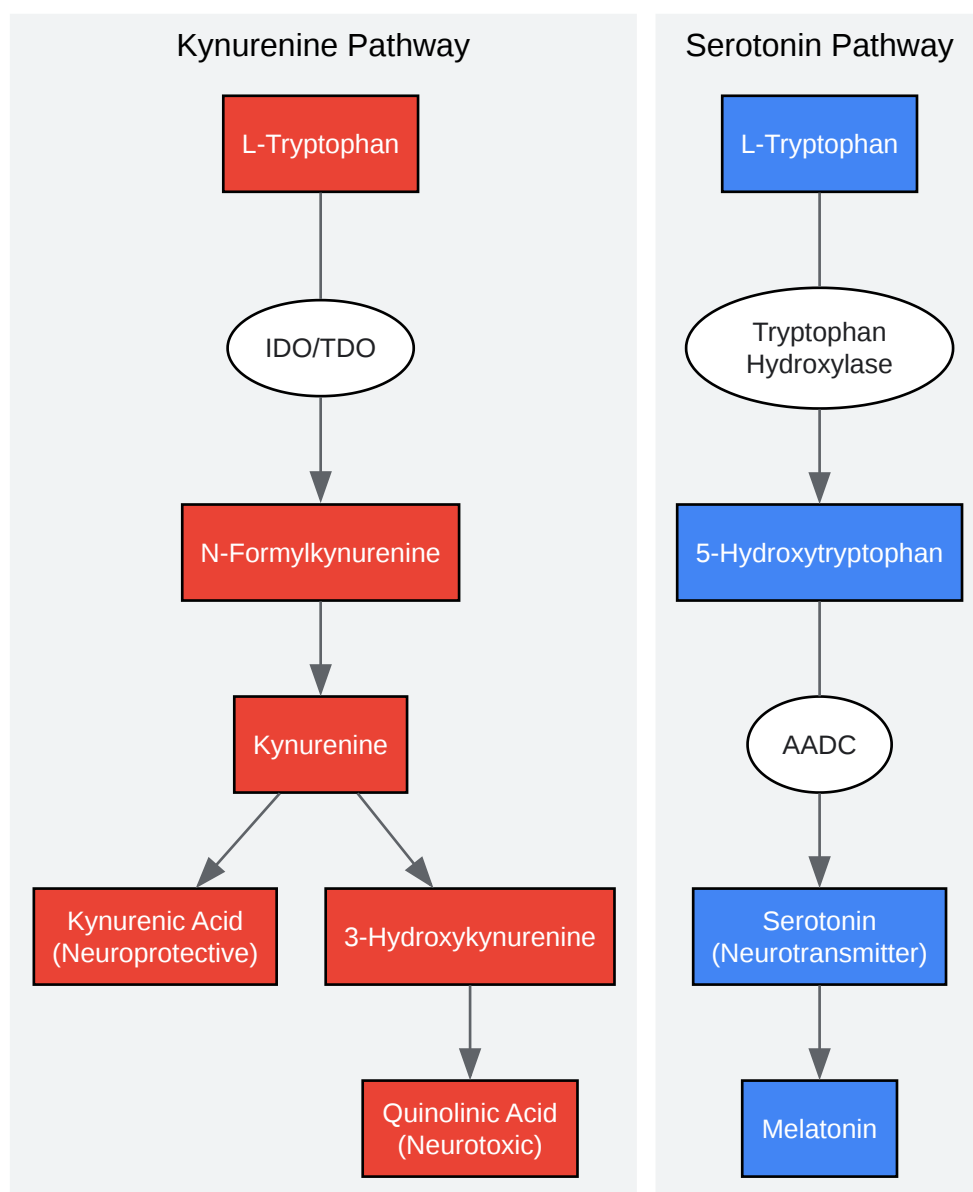 Kynurenine Pathway
L-Tryptophan
IDO/TDO
N-Formylkynurenine
Kynurenine
Kynurenic Acid
(Neuroprotective)
3-Hydroxykynurenine
Quinolinic Acid
(Neurotoxic)
Serotonin Pathway
L-Tryptophan
Tryptophan
Hydroxylase
5-Hydroxytryptophan
AADC
Serotonin
(Neurotransmitter)
Melatonin